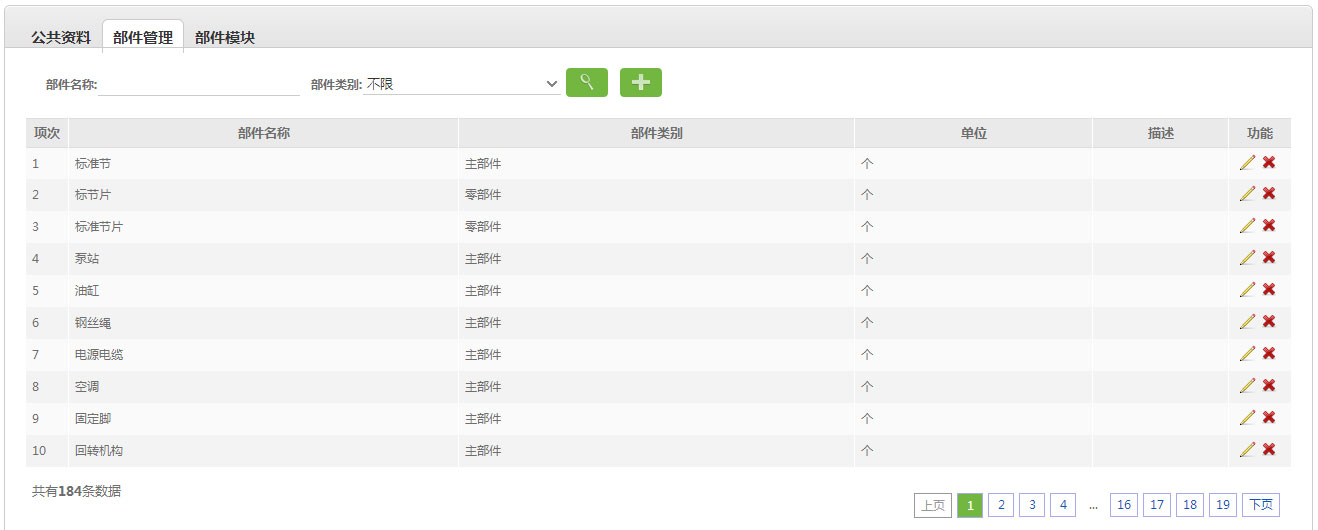 公共资料 部件管理 部件模块
部件名称: 部件类别: 不限
项次 部件名称 部件类别 单位 描述 功能
1 标准节 主部件 个
2 标节片 零部件 个
3 标准节片 零部件 个
4 泵站 主部件 个
5 油缸 主部件 个
6 钢丝绳 主部件 个
7 电源电缆 主部件 个
8 空调 主部件 个
9 固定脚 主部件 个
10 回转机构 主部件 个
共有184条数据
上页 1 2 3 4 ... 16 17 18 19 下页